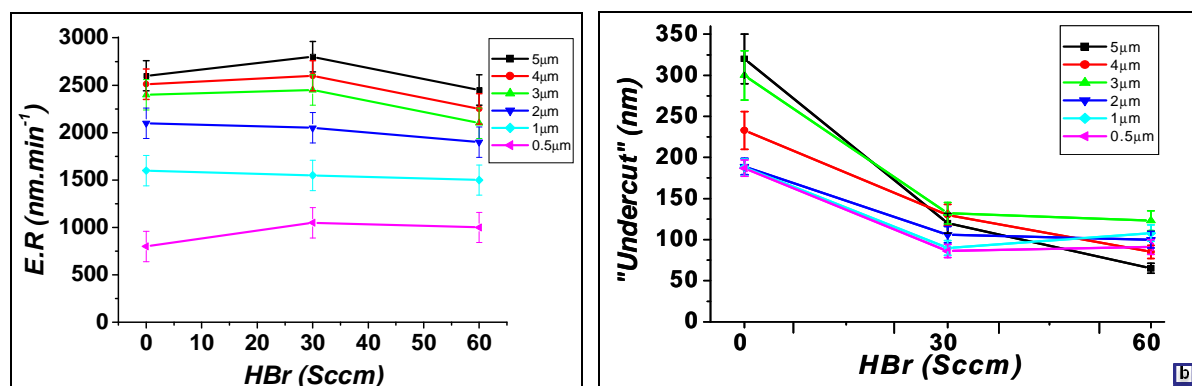 E.R (nm.min-1)
3000
2500
2000
1500
1000
500
0
0 10 20 30 40 50 60
HBr (Sccm)
5µm
4µm
3µm
2µm
1µm
0.5µm
"Undercut" (nm)
350
300
250
200
150
100
50
0
0 30 60
HBr (Sccm)
5µm
4µm
3µm
2µm
1µm
0.5µm
b